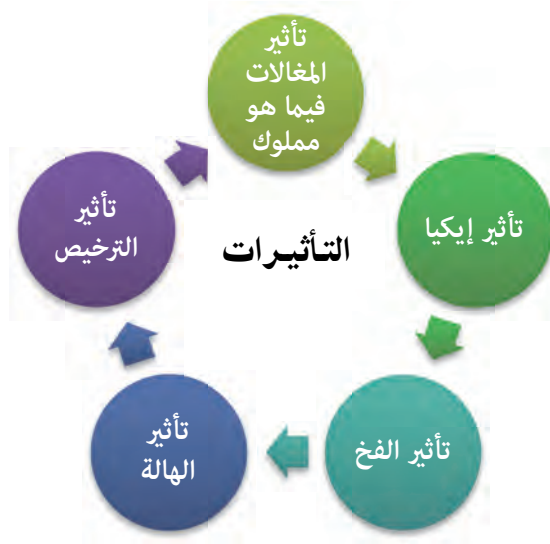 تأثير
المغالات
فيما هو
مملوك
تأثير إيكيا
تأثير الفخ
تأثير
الهالة
تأثير
الترخيص
التأثيرات